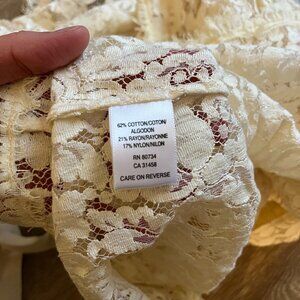 62% COTTON/COTON/
ALGODON
21% RAYON/RAYONNE
17% NYLON/NILON
RN 80734
CA 31458
CARE ON REVERSE